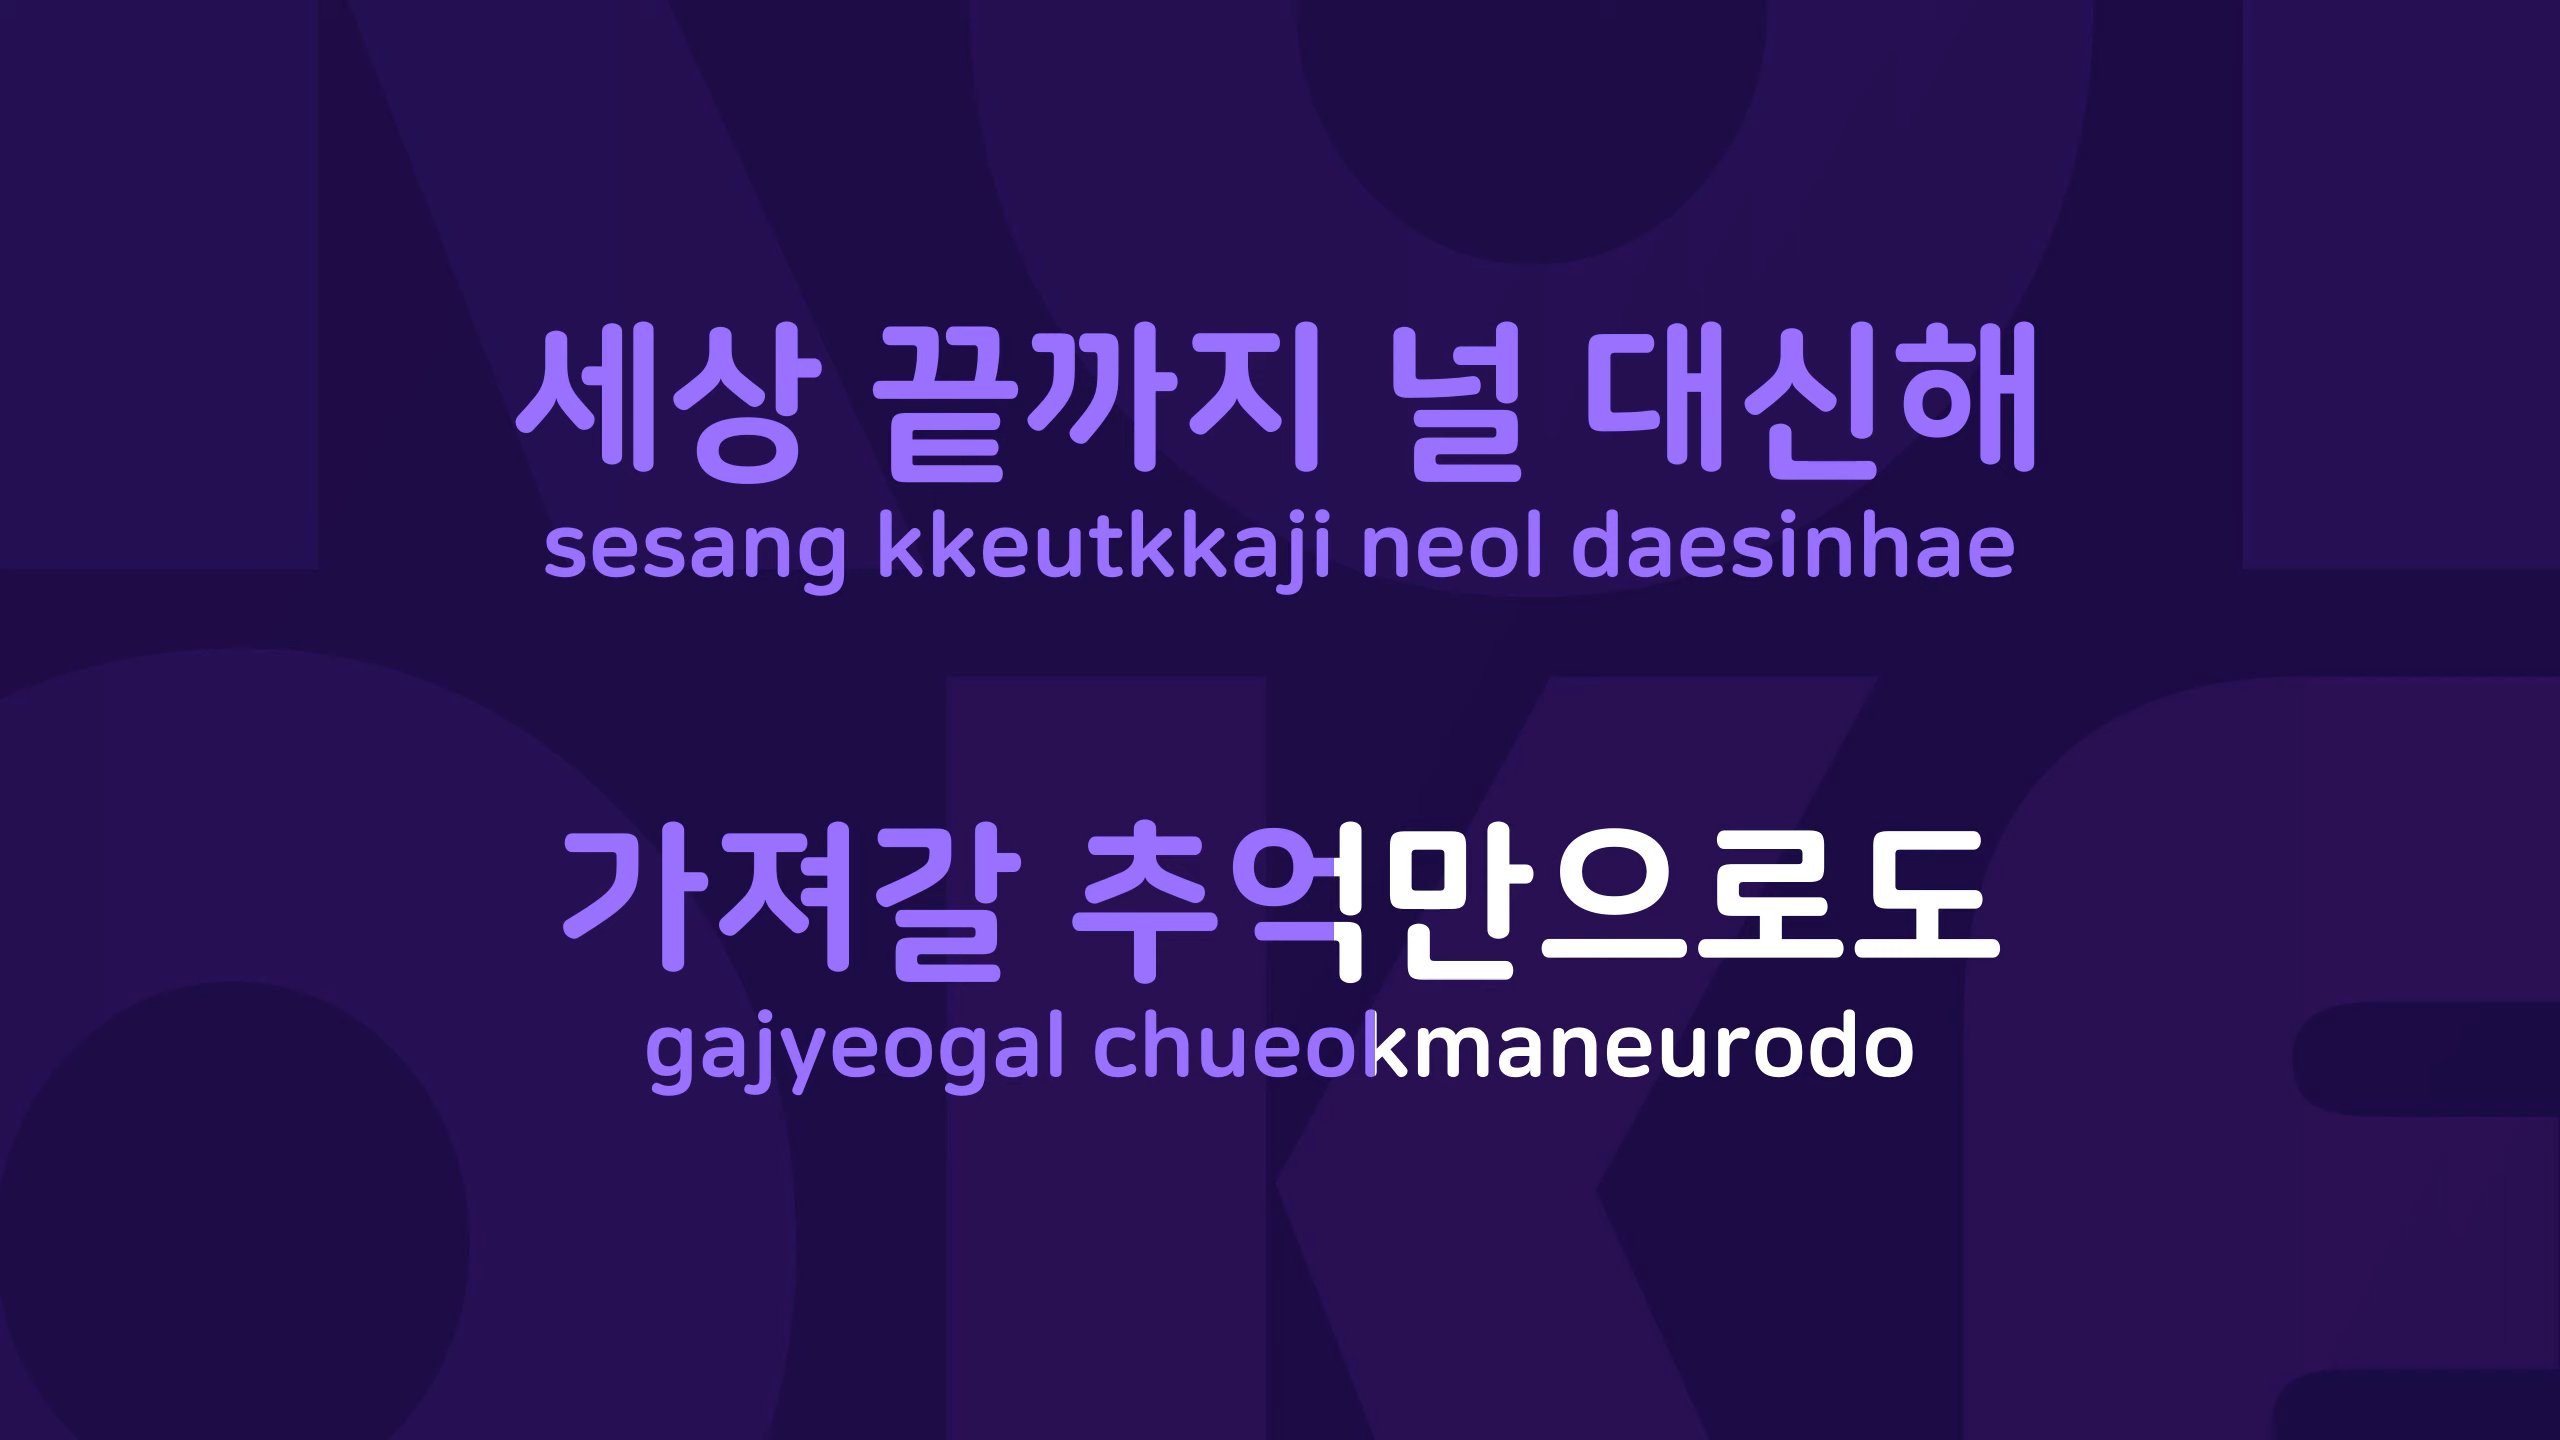 세상 끝까지 널 대신해
sesang kkeutkkaji neol daesinhae
가져갈 추억만으로도
gajyeogal chueokmaneurodo